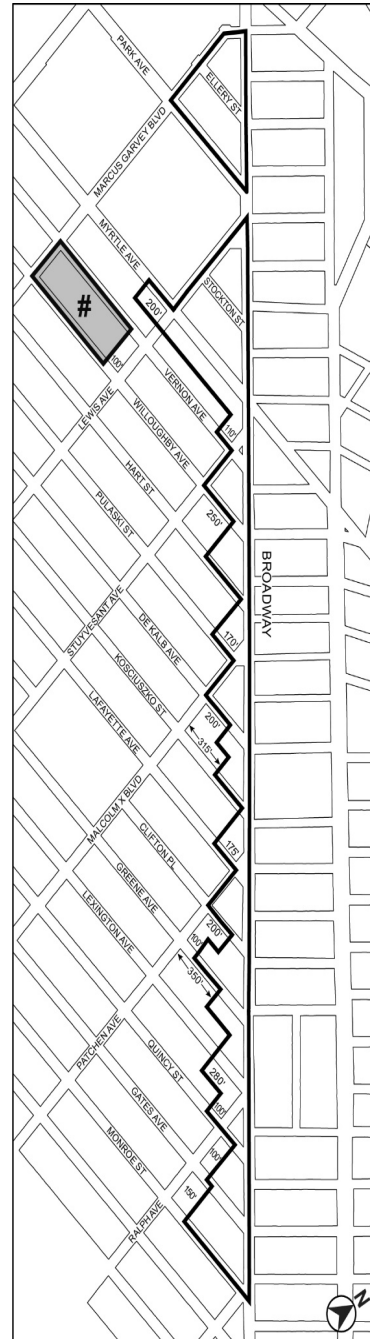 PARK AVE
ELLERY ST
MARCUS GARVEY BLVD
MYRTLE AVE
STOCKTON ST
#
200'
100'
LEWIS AVE
VERNON AVE
110'
WILLOUGHBY AVE
HART ST
250'
PULASKI ST
BROADWAY
STUYVESANT AVE
170'
DE KALB AVE
KOSCIUSZKO ST
200'
315'
LAFAYETTE AVE
MALCOLM X BLVD
175'
CLIFTON PL
GREENE AVE
200'
100'
LEXINGTON AVE
350'
PATCHEN AVE
QUINCY ST
280'
100'
GATES AVE
100'
MONROE ST
150'
RALPH AVE
N